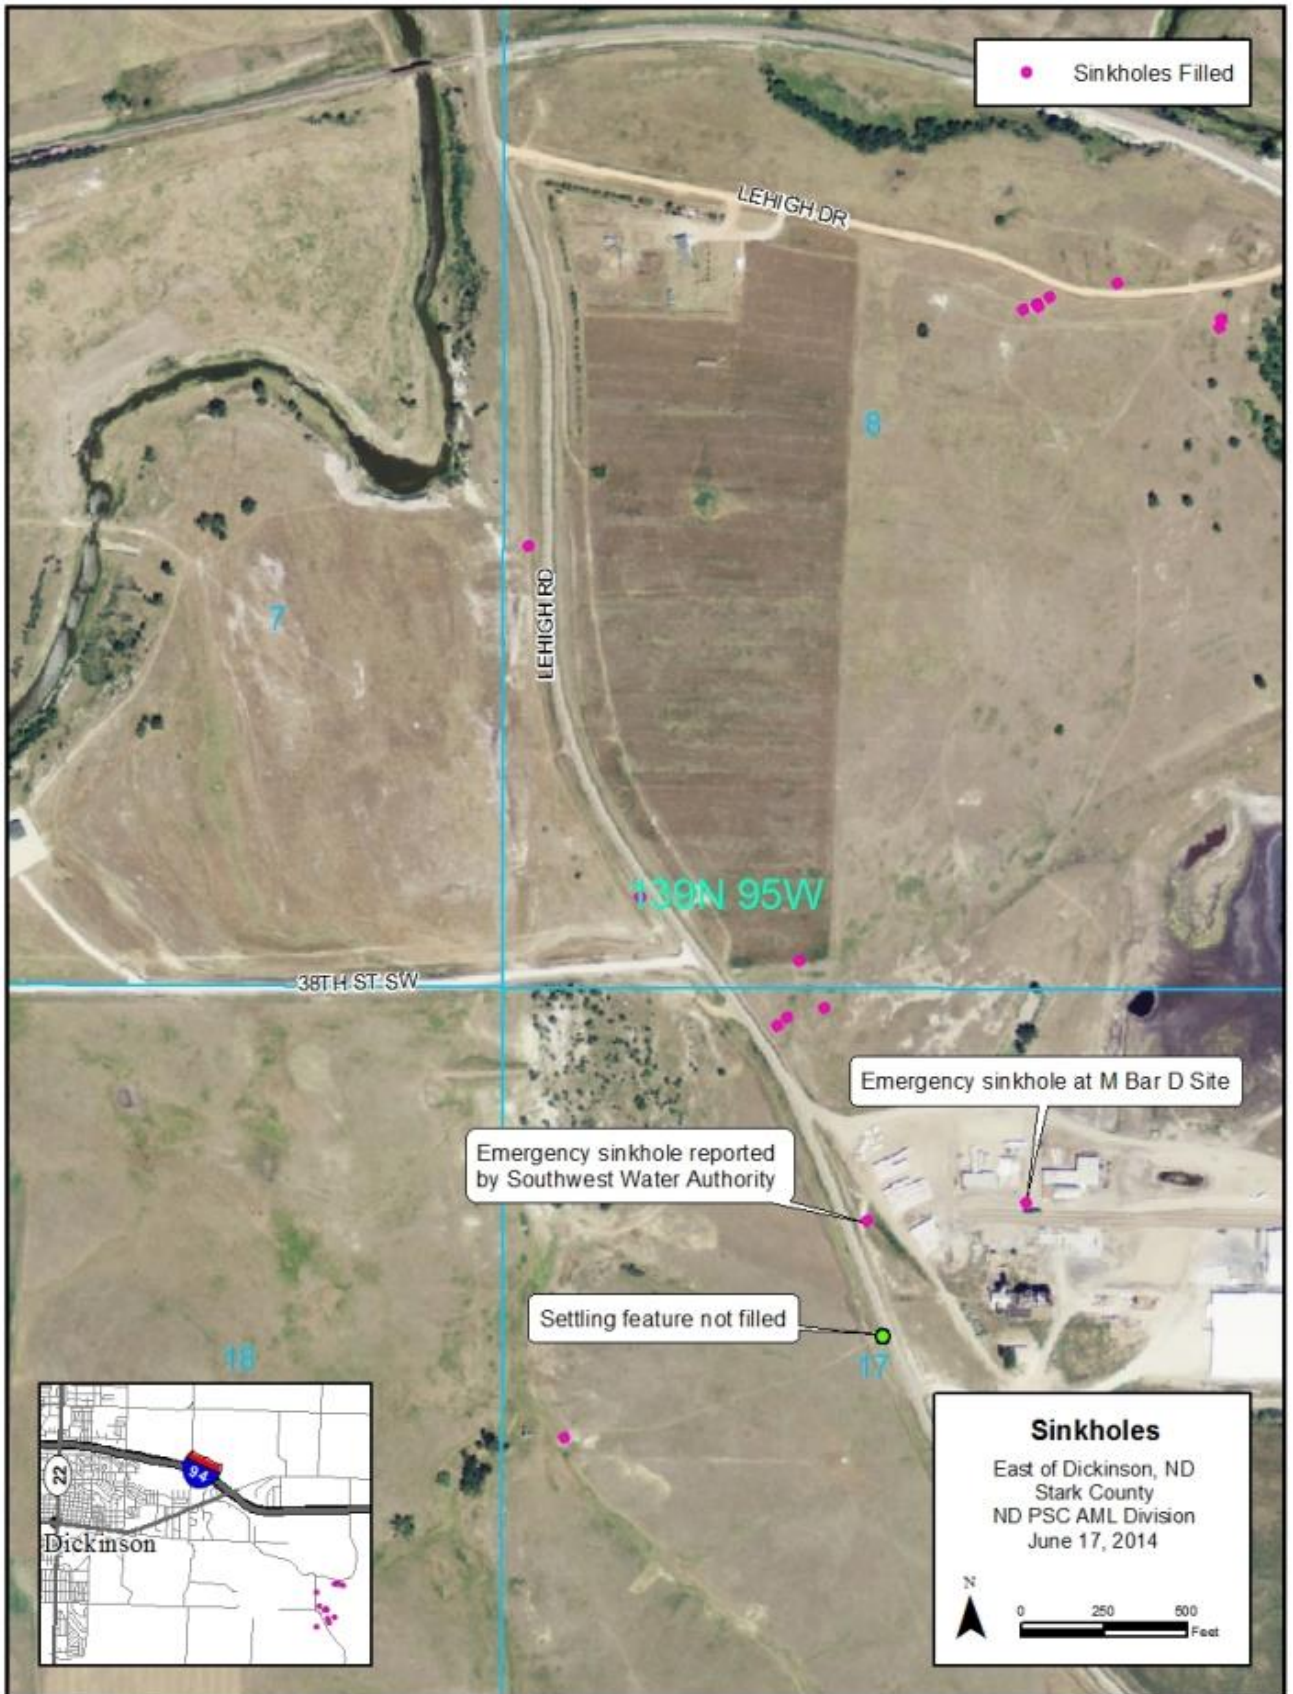 Sinkholes Filled
LEHIGH DR
8
7
LEHIGH RD
139N 95W
38TH ST SW
Emergency sinkhole at M Bar D Site
Emergency sinkhole reported
by Southwest Water Authority
Settling feature not filled
18
17
22
94
Dickinson
Sinkholes
East of Dickinson, ND
Stark County
ND PSC AML Division
June 17, 2014
N
0 250 500
Feet